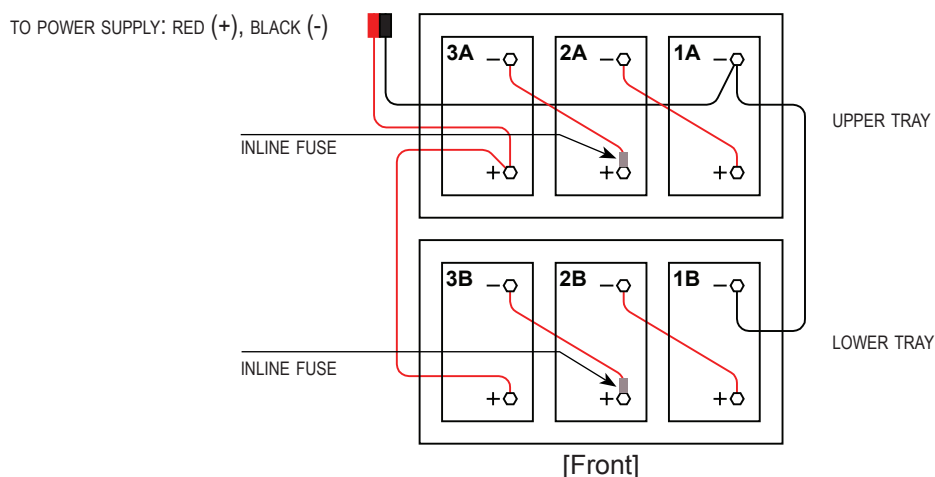 TO POWER SUPPLY: RED (+), BLACK (-)
3A
2A
1A
–
–
–
UPPER TRAY
INLINE FUSE
+
+
+
3B
2B
1B
–
–
–
LOWER TRAY
INLINE FUSE
+
+
+
[Front]